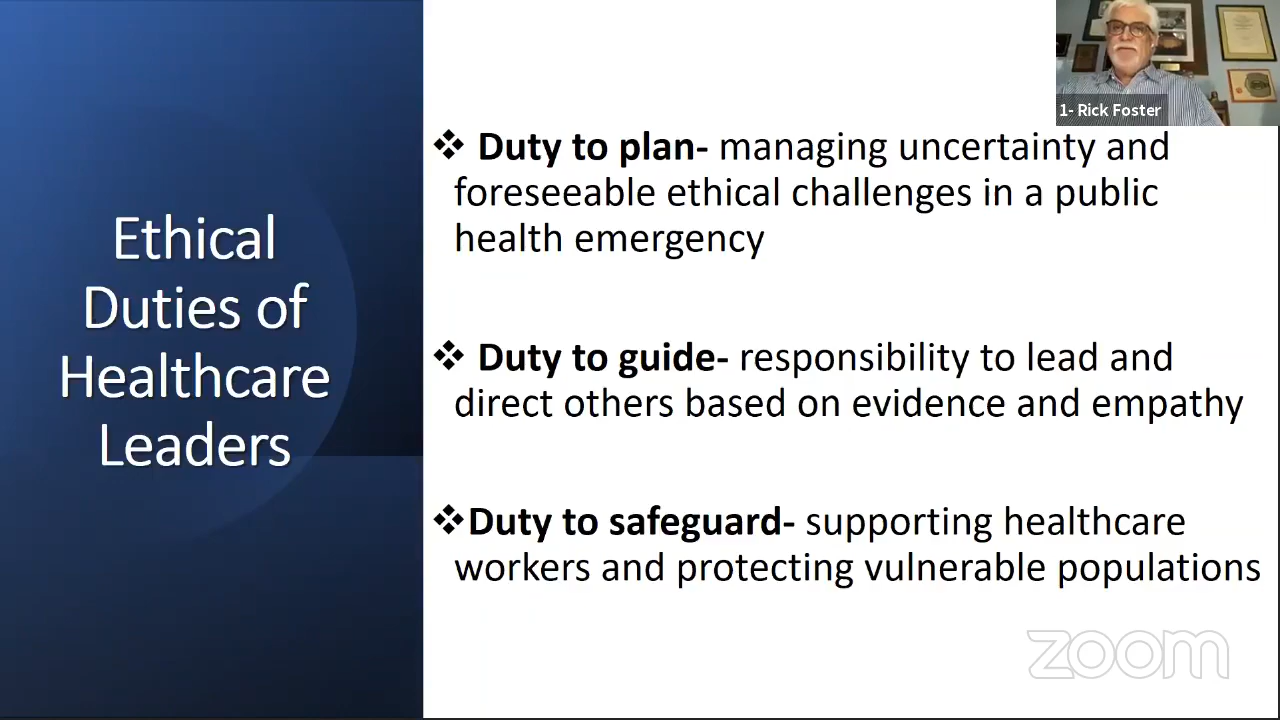 1- Rick Foster
Ethical
Duties of
Healthcare
Leaders
❖ Duty to plan- managing uncertainty and
foreseeable ethical challenges in a public
health emergency
❖ Duty to guide- responsibility to lead and
direct others based on evidence and empathy
❖Duty to safeguard- supporting healthcare
workers and protecting vulnerable populations
zoom